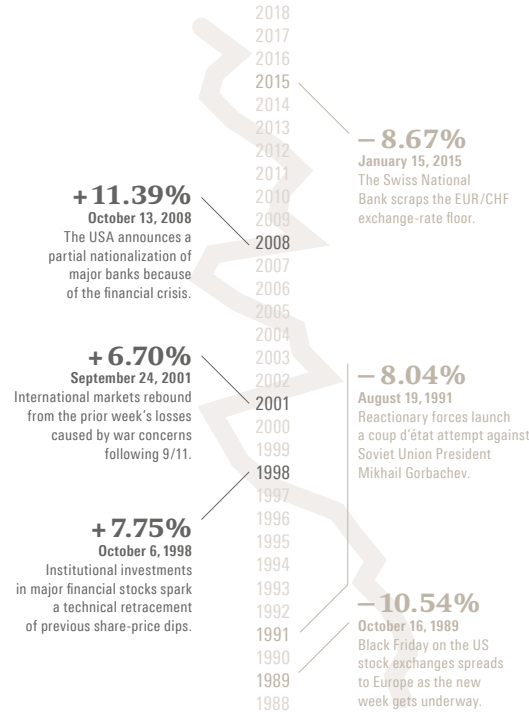 2018
2017
2016
2015
2014
2013
2012
2011
2010
2009
2008
2007
2006
2005
2004
2003
2002
2001
2000
1999
1998
1997
1996
1995
1994
1993
1992
1991
1990
1989
1988
– 8.67%
January 15, 2015
The Swiss National
Bank scraps the EUR/CHF
exchange-rate floor.
+ 11.39%
October 13, 2008
The USA announces a
partial nationalization of
major banks because
of the financial crisis.
+ 6.70%
September 24, 2001
International markets rebound
from the prior week's losses
caused by war concerns
following 9/11.
– 8.04%
August 19, 1991
Reactionary forces launch
a coup d'état attempt against
Soviet Union President
Mikhail Gorbachev.
+ 7.75%
October 6, 1998
Institutional investments
in major financial stocks spark
a technical retracement
of previous share-price dips.
– 10.54%
October 16, 1989
Black Friday on the US
stock exchanges spreads
to Europe as the new
week gets underway.